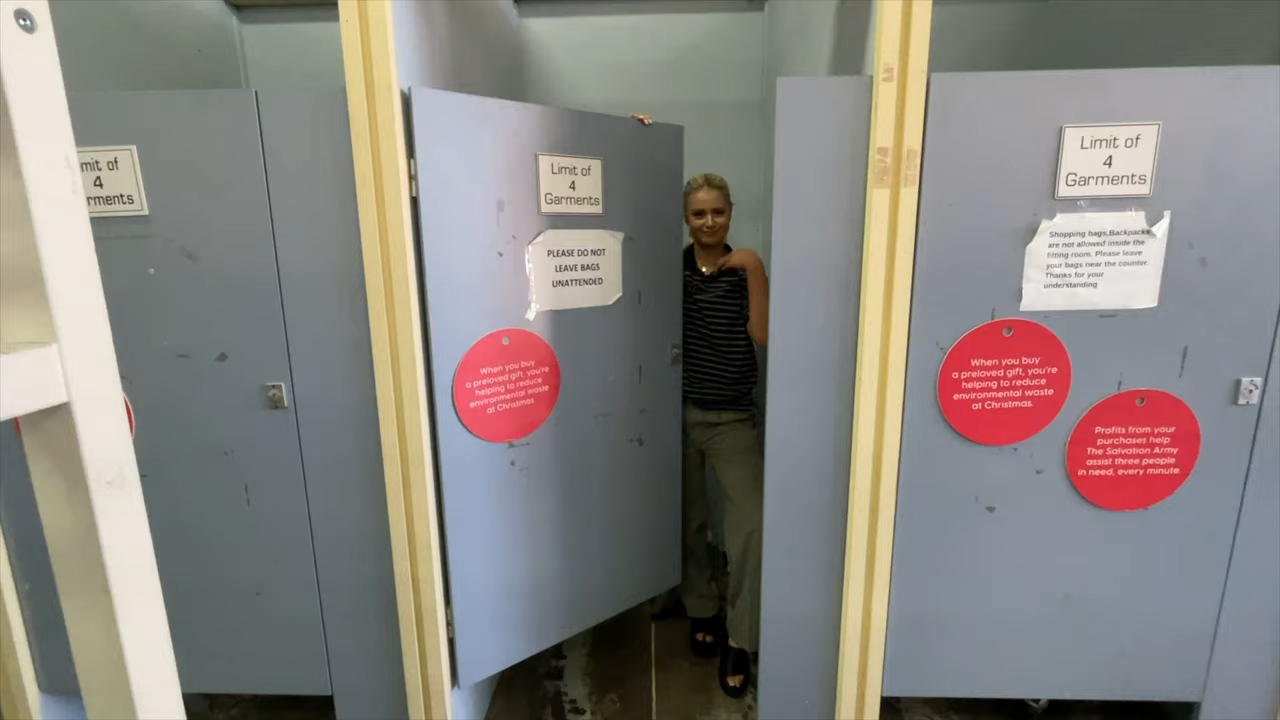 mit of
4
rments
Limit of
4
Garments
PLEASE DO NOT
LEAVE BAGS
UNATTENDED
When you buy
a preloved gift, you're
helping to reduce
environmental waste
at Christmas.
Limit of
4
Garments
Shopping bags,Backpacks
are not allowed inside the
fitting room. Please leave
your bags near the counter.
Thanks for your
understanding
When you buy
a preloved gift, you're
helping to reduce
environmental waste
at Christmas.
Profits from your
purchases help
The Salvation Army
assist three people
in need, every minute.